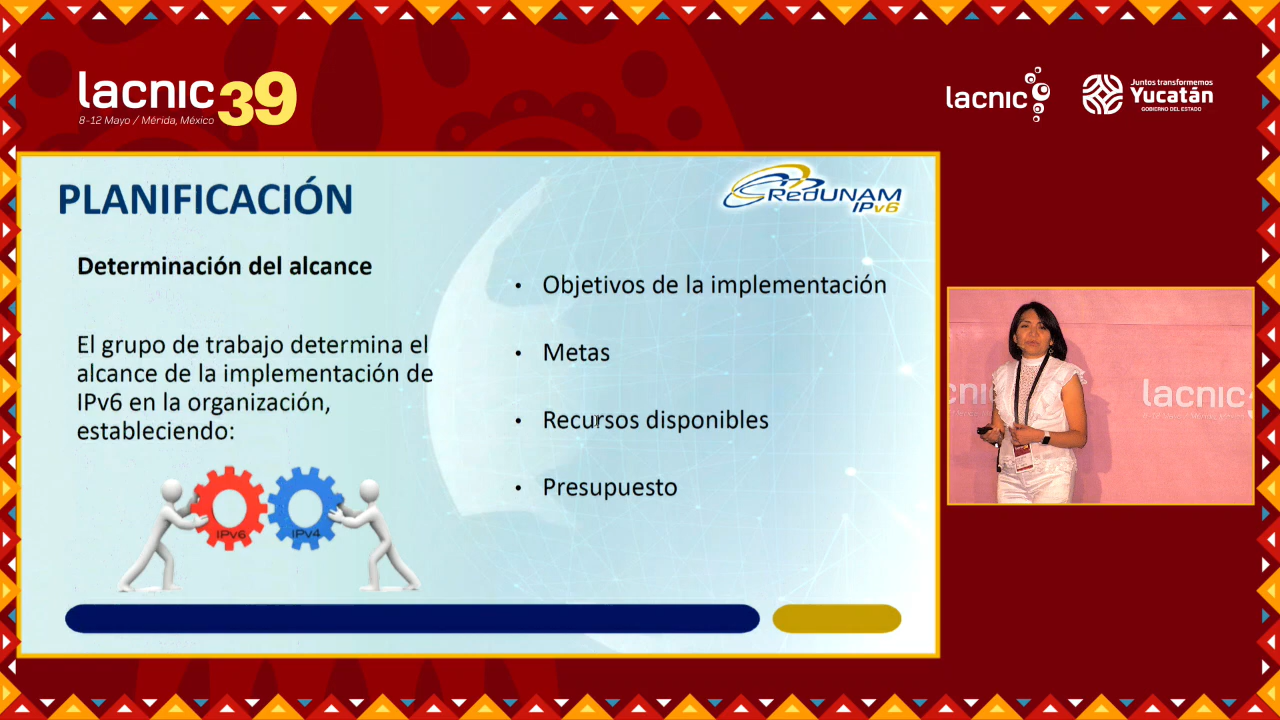 lacnic 39
8-12 Mayo / Mérida, México
lacnic
Juntos transformemos
Yucatán
GOBIERNO DEL ESTADO
PLANIFICACIÓN
RedUNAM
IPv6
Determinación del alcance
El grupo de trabajo determina el
alcance de la implementación de
IPv6 en la organización,
estableciendo:
IPv6
IPv4
• Objetivos de la implementación
• Metas
• Recursos disponibles
• Presupuesto
lacnic